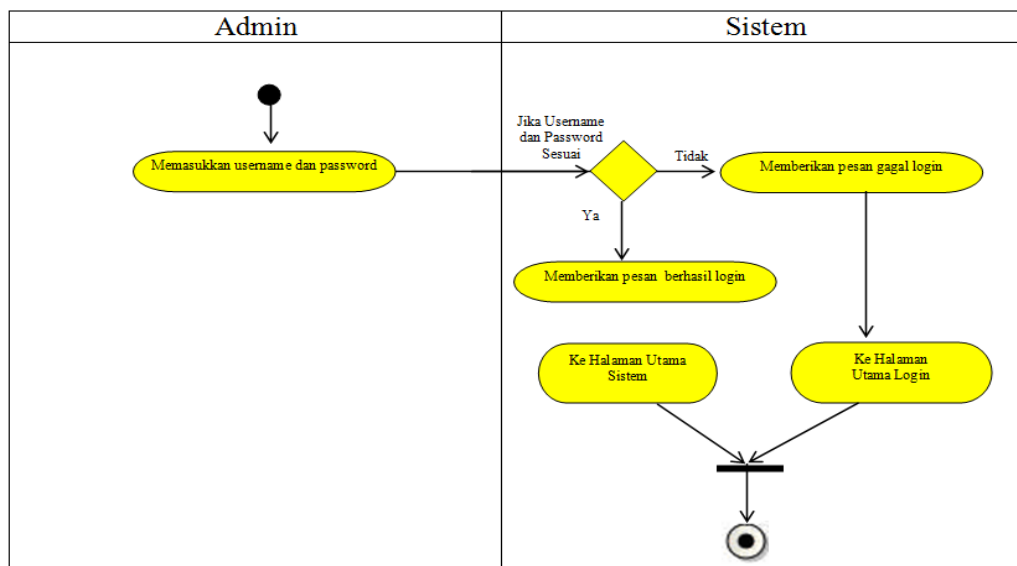 Admin
Sistem
Jika Username
dan Password
Sesuai
Memasukkan username dan password
Tidak
Memberikan pesan gagal login
Ya
Memberikan pesan berhasil login
Ke Halaman Utama
Sistem
Ke Halaman
Utama Login